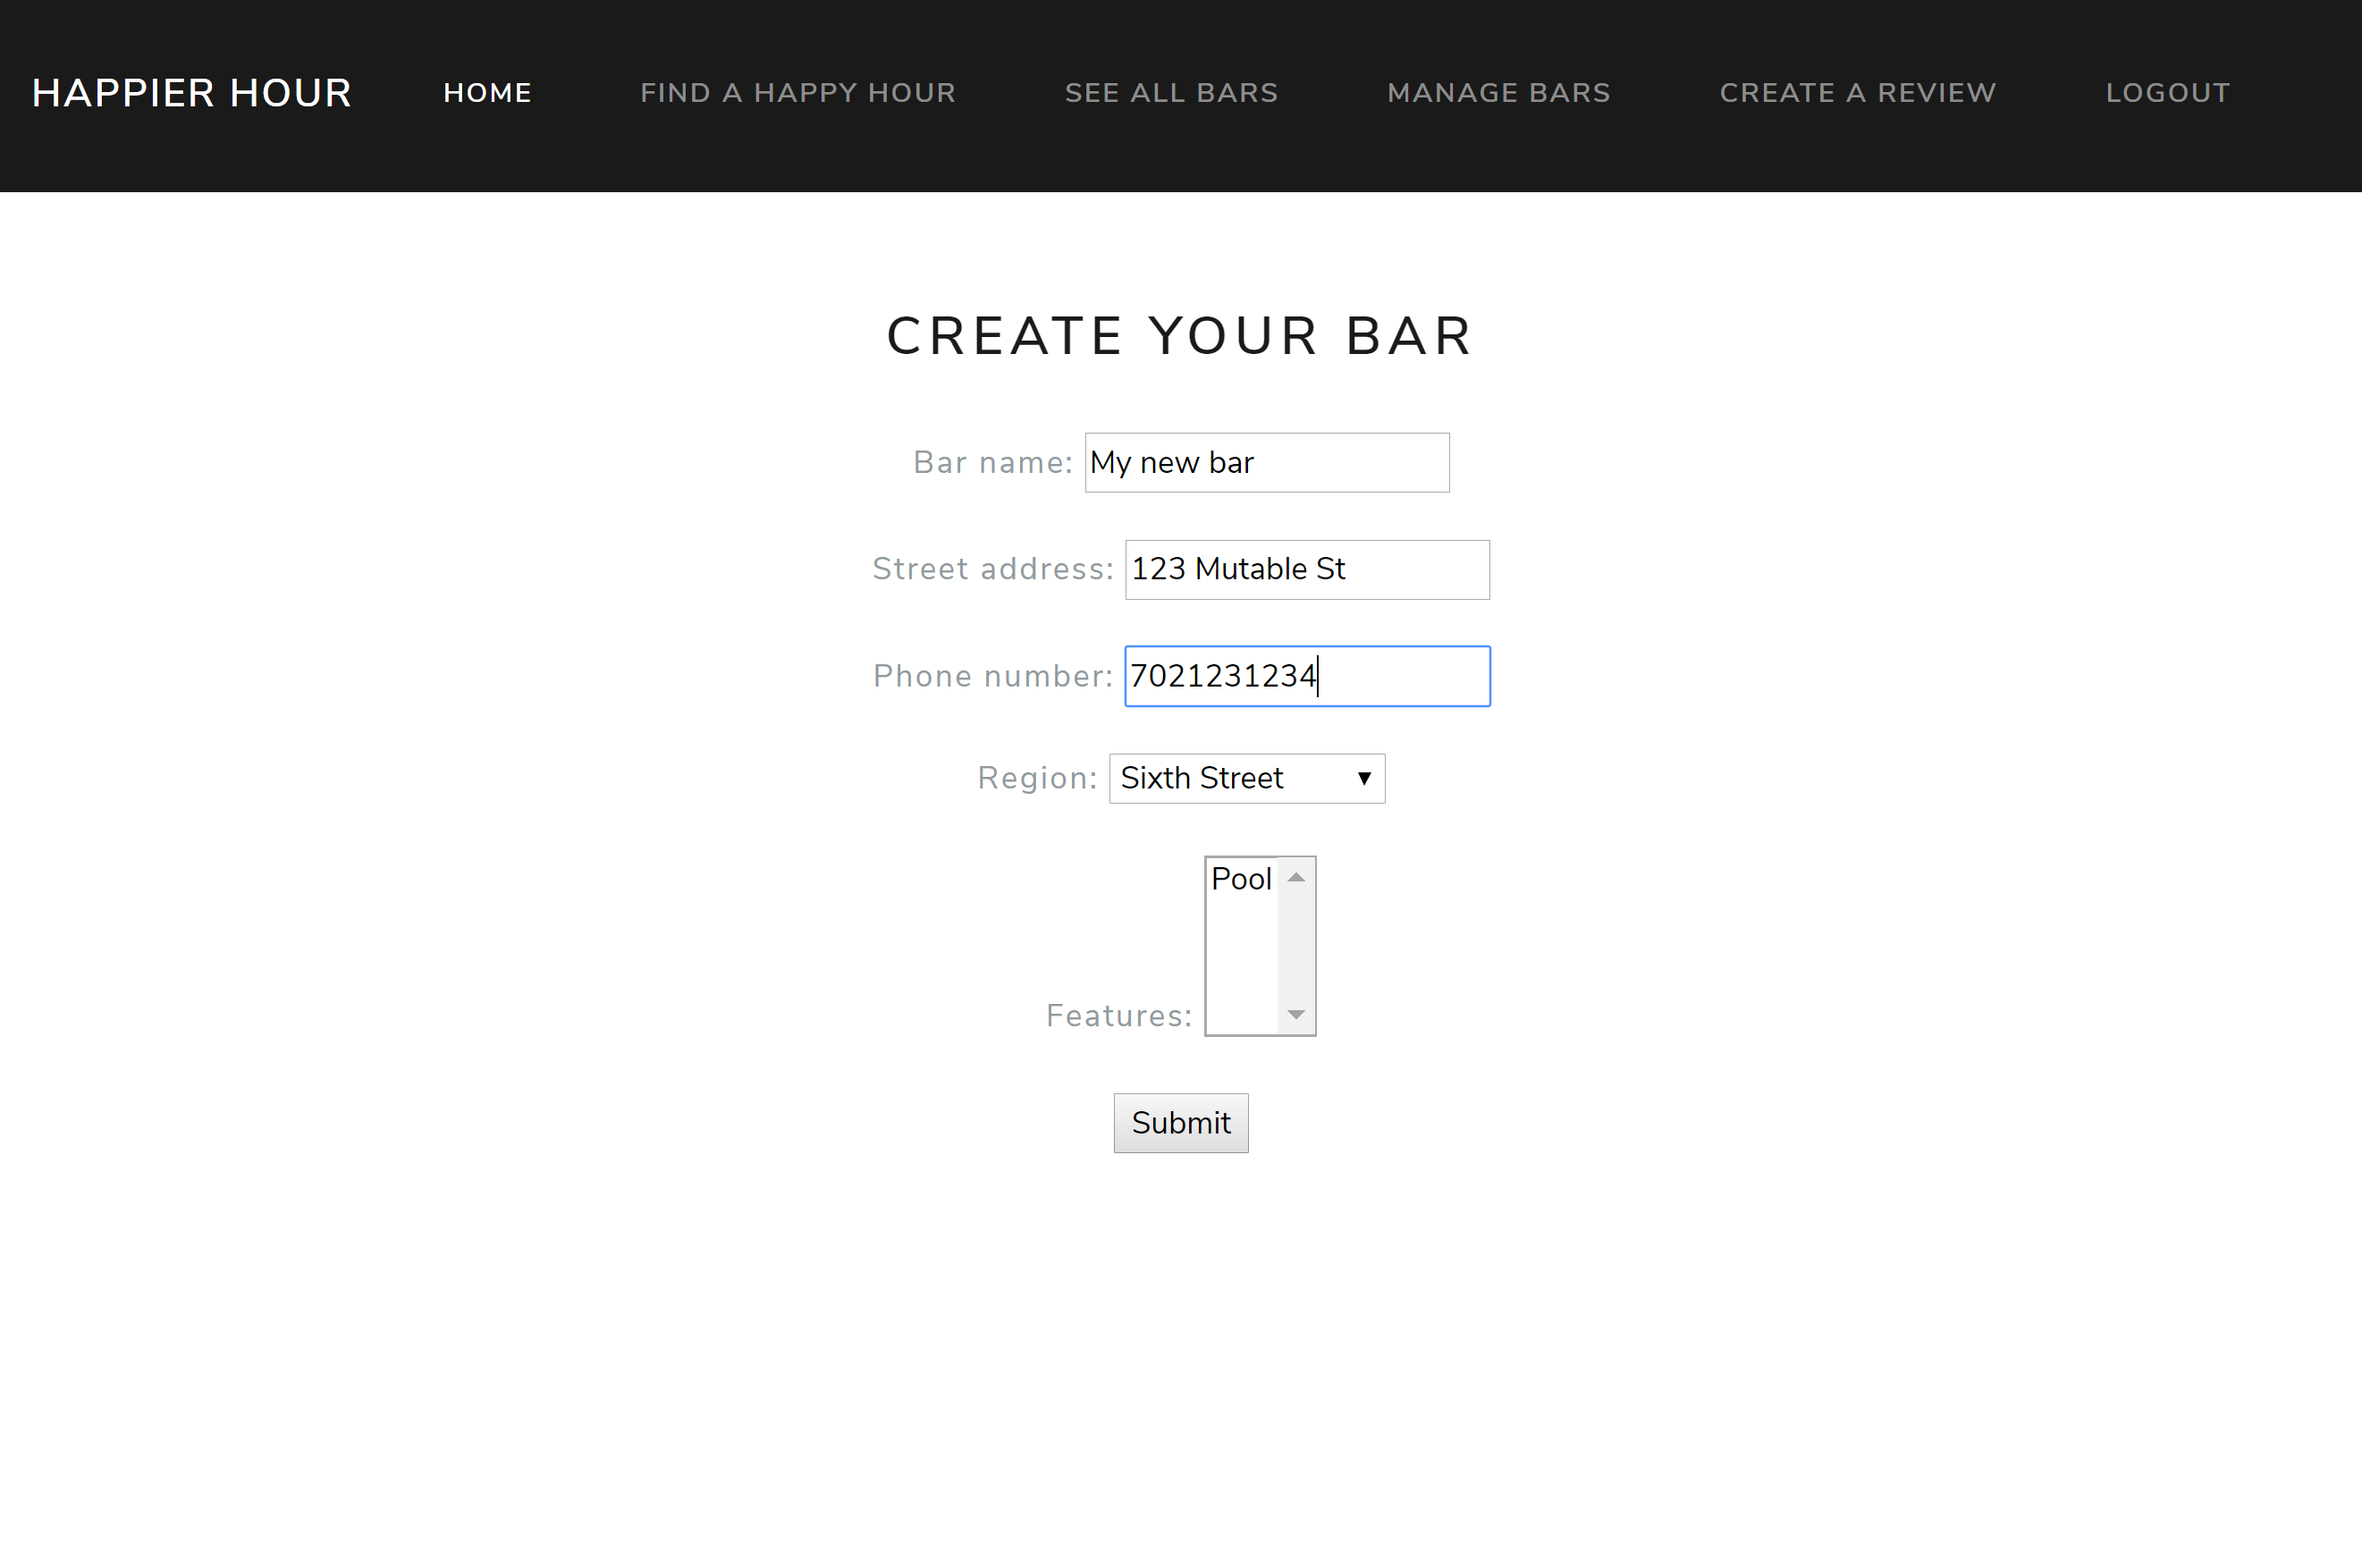 HAPPIER HOUR HOME FIND A HAPPY HOUR SEE ALL BARS MANAGE BARS CREATE A REVIEW LOGOUT
CREATE YOUR BAR
Bar name: My new bar
Street address: 123 Mutable St
Phone number: 7021231234
Region: Sixth Street
Pool
Features:
Submit